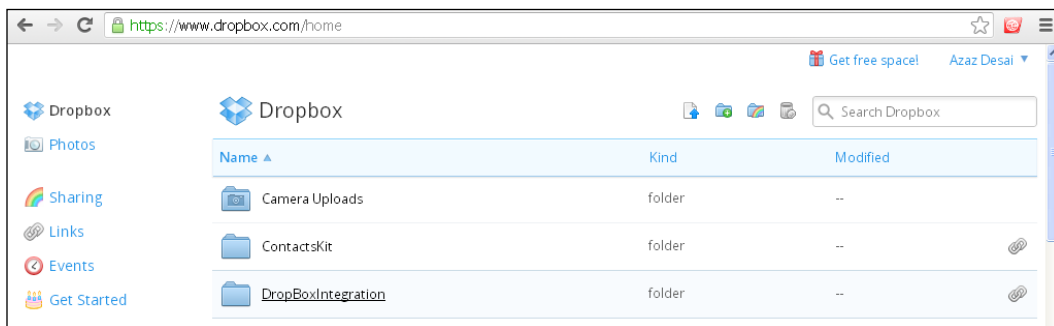 https://www.dropbox.com/home
Get free space! Azaz Desai
Dropbox
Photos
Sharing
Links
Events
Get Started
Dropbox
Search Dropbox
Name Kind Modified
Camera Uploads folder --
ContactsKit folder --
DropBoxIntegration folder --